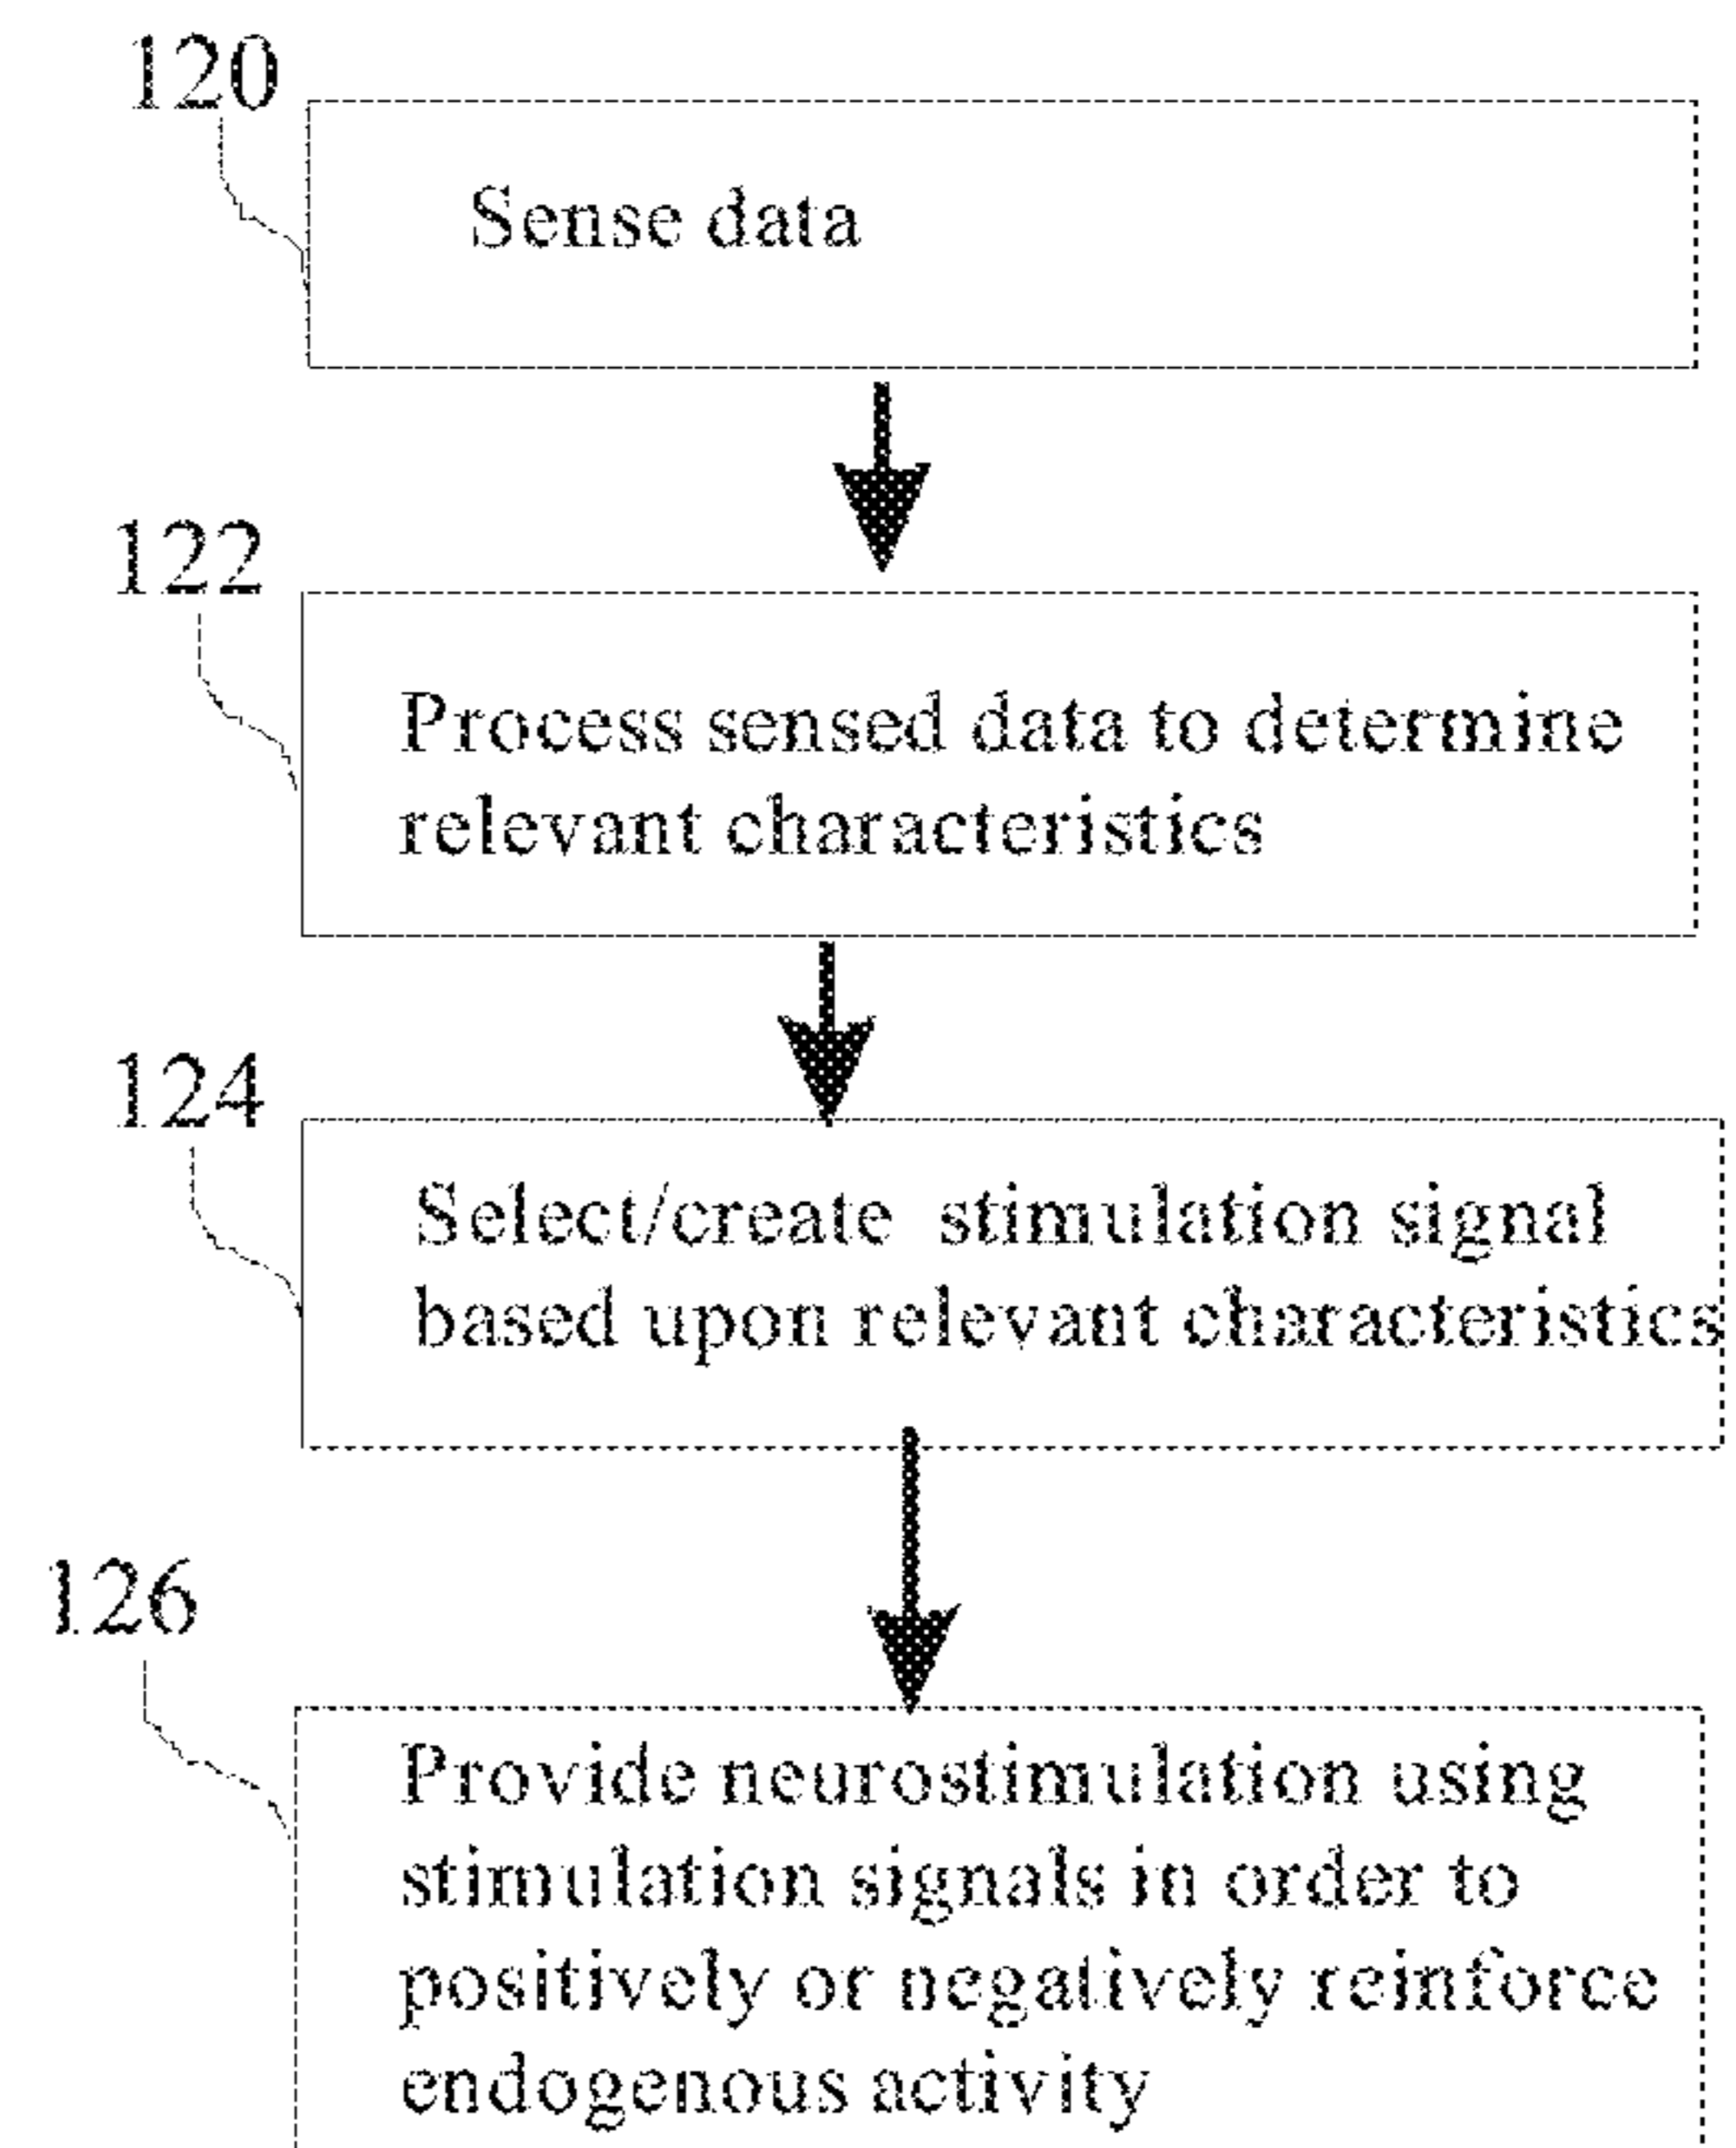 120
Sense data
122
Process sensed data to determine
relevant characteristics
124
Select/create stimulation signal
based upon relevant characteristics
126
Provide neurostimulation using
stimulation signals in order to
positively or negatively reinforce
endogenous activity